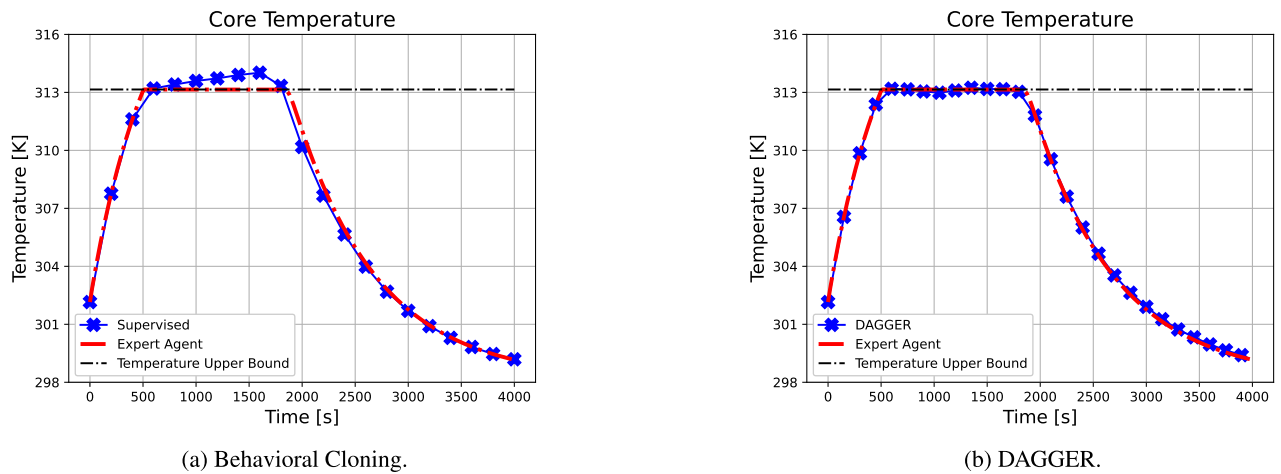 Core Temperature
316
313
310
307
304
301
298
Temperature [K]
Supervised
Expert Agent
Temperature Upper Bound
0 500 1000 1500 2000 2500 3000 3500 4000
Time [s]
(a) Behavioral Cloning.
Core Temperature
316
313
310
307
304
301
298
Temperature [K]
DAGGER
Expert Agent
Temperature Upper Bound
0 500 1000 1500 2000 2500 3000 3500 4000
Time [s]
(b) DAGGER.